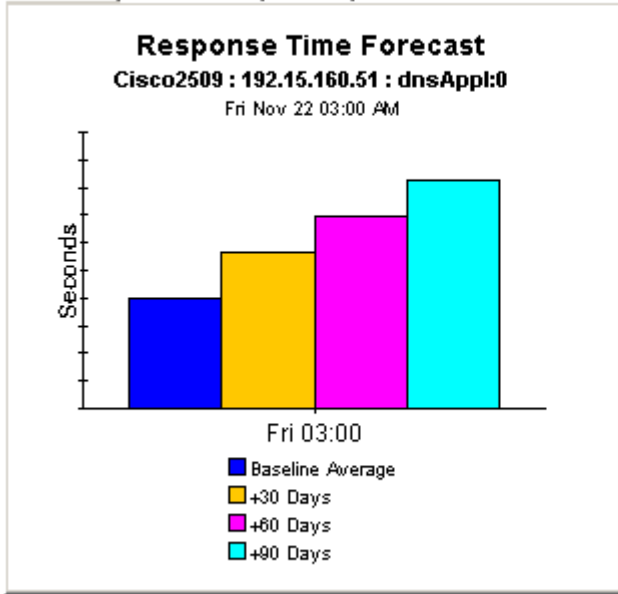 Response Time Forecast
Cisco2509 : 192.15.160.51 : dnsAppl:0
Fri Nov 22 03:00 AM
Seconds
Fri 03:00
Baseline Average
+30 Days
+60 Days
+90 Days